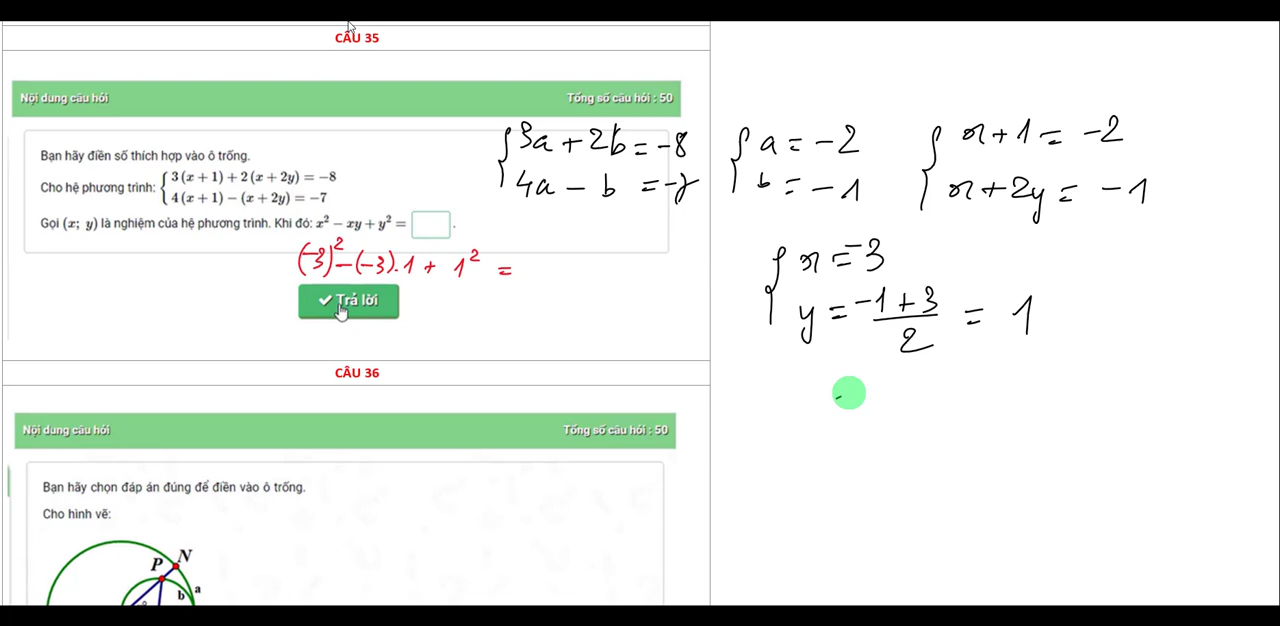 CÂU 35
Nội dung câu hỏi Tổng số câu hỏi : 50
Bạn hãy điền số thích hợp vào ô trống.
Cho hệ phương trình: { 3(x+1)+2(x+2y)=−8
4(x+1)−(x+2y)=−7
Gọi (x; y) là nghiệm của hệ phương trình. Khi đó: x² − xy + y² = .
(-3)² - (-3).1 + 1² =
Trả lời
{ 3a + 2b = -8
4a - b = -7
{ a = -2
b = -1
{ x + 1 = -2
x + 2y = -1
{ x = -3
y = (-1+3)/2 = 1
CÂU 36
Nội dung câu hỏi Tổng số câu hỏi : 50
Bạn hãy chọn đáp án đúng để điền vào ô trống.
Cho hình vẽ:
P N
b a